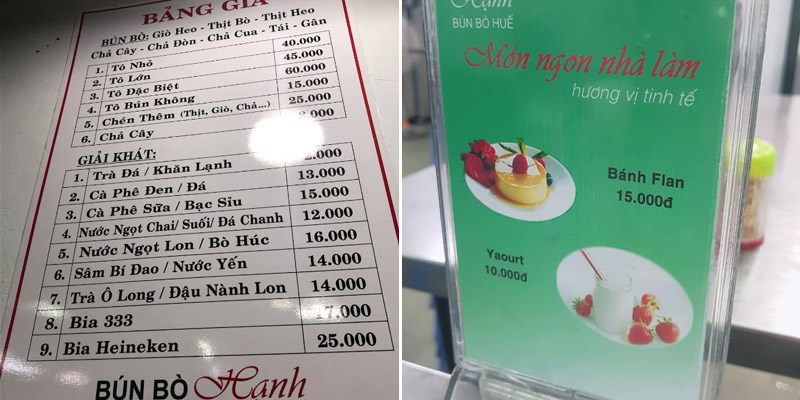 BẢNG GIÁ
BÚN BÒ: Giò Heo - Thịt Bò - Thịt Heo
Chả Cây - Chả Đòn - Chả Cua - Tái - Gân
1. Tô Nhỏ 40.000
2. Tô Lớn 45.000
3. Tô Đặc Biệt 60.000
4. Tô Bún Không 15.000
5. Chén Thêm (Thịt, Giò, Chả...) 25.000
6. Chả Cây .000
GIẢI KHÁT:
1. Trà Đá / Khăn Lạnh 2.000
2. Cà Phê Đen / Đá 13.000
3. Cà Phê Sữa / Bạc Sỉu 15.000
4. Nước Ngọt Chai/ Suối/ Đá Chanh 12.000
5. Nước Ngọt Lon / Bò Húc 16.000
6. Sâm Bí Đao / Nước Yến 14.000
7. Trà Ô Long / Đậu Nành Lon 14.000
8. Bia 333 17.000
9. Bia Heineken 25.000
BÚN BÒ Hạnh
Hạnh
BÚN BÒ HUẾ
Món ngon nhà làm
hương vị tinh tế
Bánh Flan
15.000đ
Yaourt
10.000đ